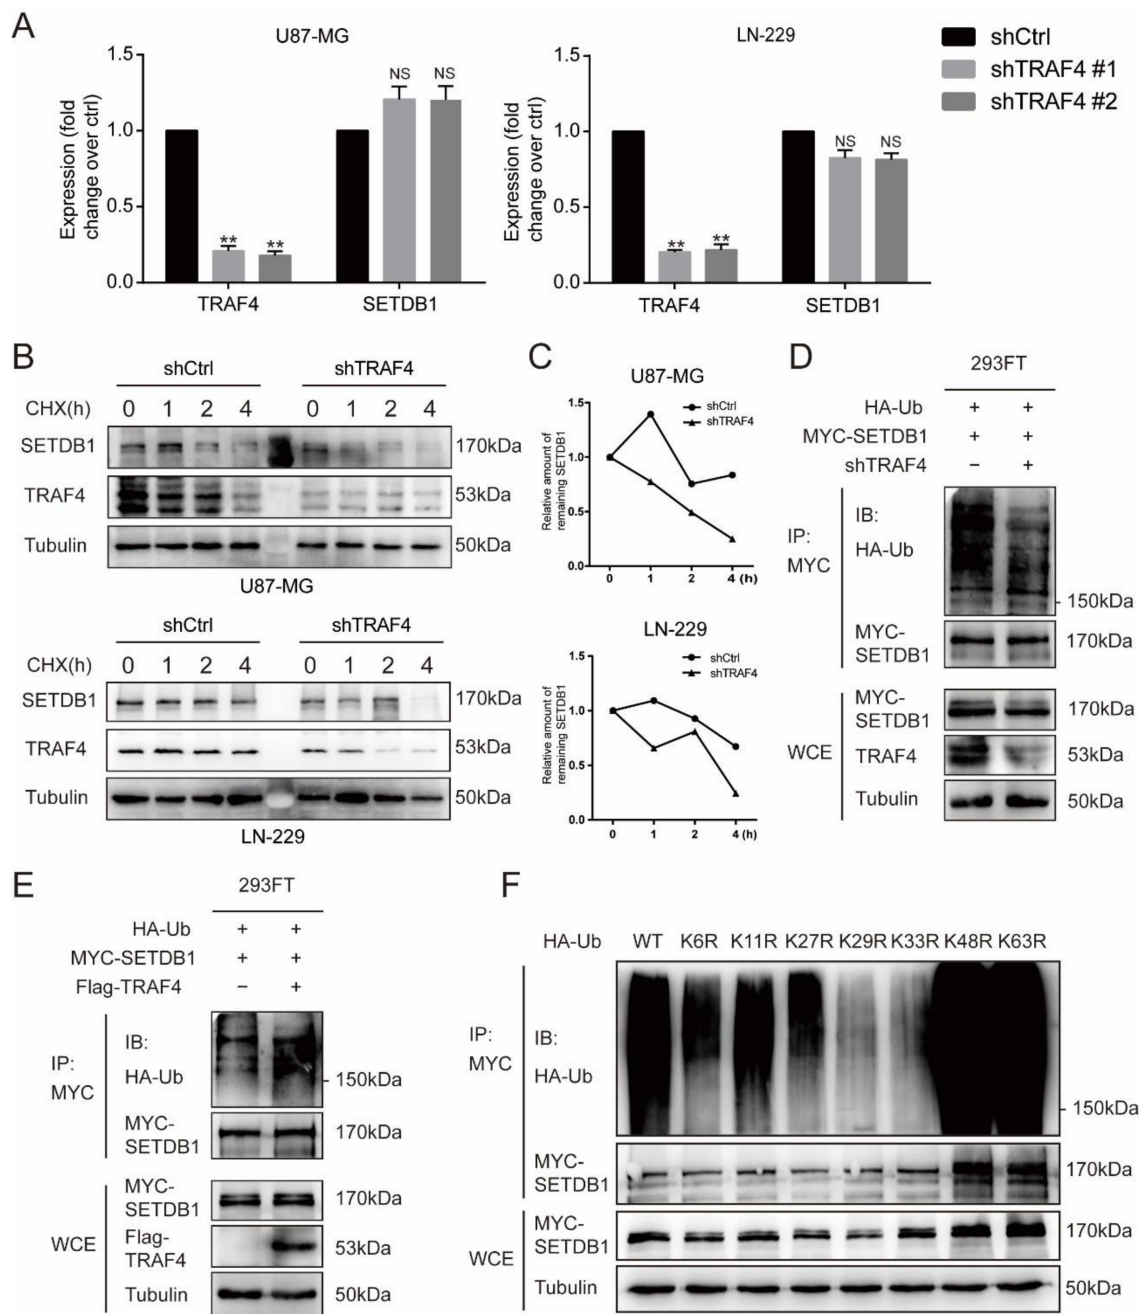 A
U87-MG
Expression (fold
change over ctrl)
1.5
1.0
0.5
0.0
**
**
NS
NS
TRAF4
SETDB1
LN-229
Expression (fold
change over ctrl)
1.5
1.0
0.5
0.0
**
**
NS
NS
TRAF4
SETDB1
shCtrl
shTRAF4 #1
shTRAF4 #2
B
shCtrl
shTRAF4
CHX(h)
0 1 2 4 0 1 2 4
SETDB1
170kDa
TRAF4
53kDa
Tubulin
50kDa
U87-MG
shCtrl
shTRAF4
CHX(h)
0 1 2 4 0 1 2 4
SETDB1
170kDa
TRAF4
53kDa
Tubulin
50kDa
LN-229
C
U87-MG
Relative amount of
remaining SETDB1
1.5
1.0
0.5
0.0
shCtrl
shTRAF4
0 1 2 4 (h)
LN-229
Relative amount of
remaining SETDB1
1.5
1.0
0.5
0.0
shCtrl
shTRAF4
0 1 2 4 (h)
D
293FT
HA-Ub + +
MYC-SETDB1 + +
shTRAF4 − +
IP:
MYC
IB:
HA-Ub
150kDa
MYC-
SETDB1
170kDa
WCE
MYC-
SETDB1
170kDa
TRAF4
53kDa
Tubulin
50kDa
E
293FT
HA-Ub + +
MYC-SETDB1 + +
Flag-TRAF4 − +
IP:
MYC
IB:
HA-Ub
150kDa
MYC-
SETDB1
170kDa
WCE
MYC-
SETDB1
170kDa
Flag-
TRAF4
53kDa
Tubulin
50kDa
F
HA-Ub WT K6R K11R K27R K29R K33R K48R K63R
IP:
MYC
IB:
HA-Ub
150kDa
MYC-
SETDB1
170kDa
WCE
MYC-
SETDB1
170kDa
Tubulin
50kDa